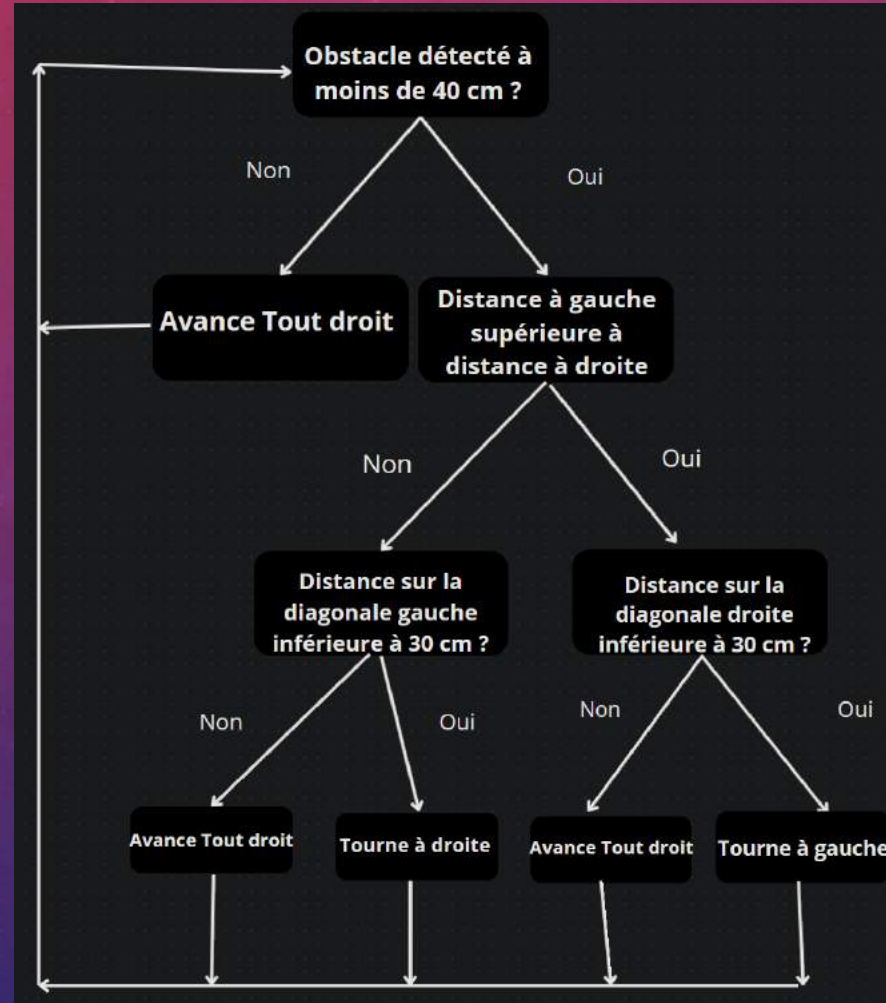 Obstacle détecté à
moins de 40 cm ?
Non
Oui
Avance Tout droit
Distance à gauche
supérieure à
distance à droite
Non
Oui
Distance sur la
diagonale gauche
inférieure à 30 cm ?
Distance sur la
diagonale droite
inférieure à 30 cm ?
Non
Oui
Non
Oui
Avance Tout droit
Tourne à droite
Avance Tout droit
Tourne à gauche